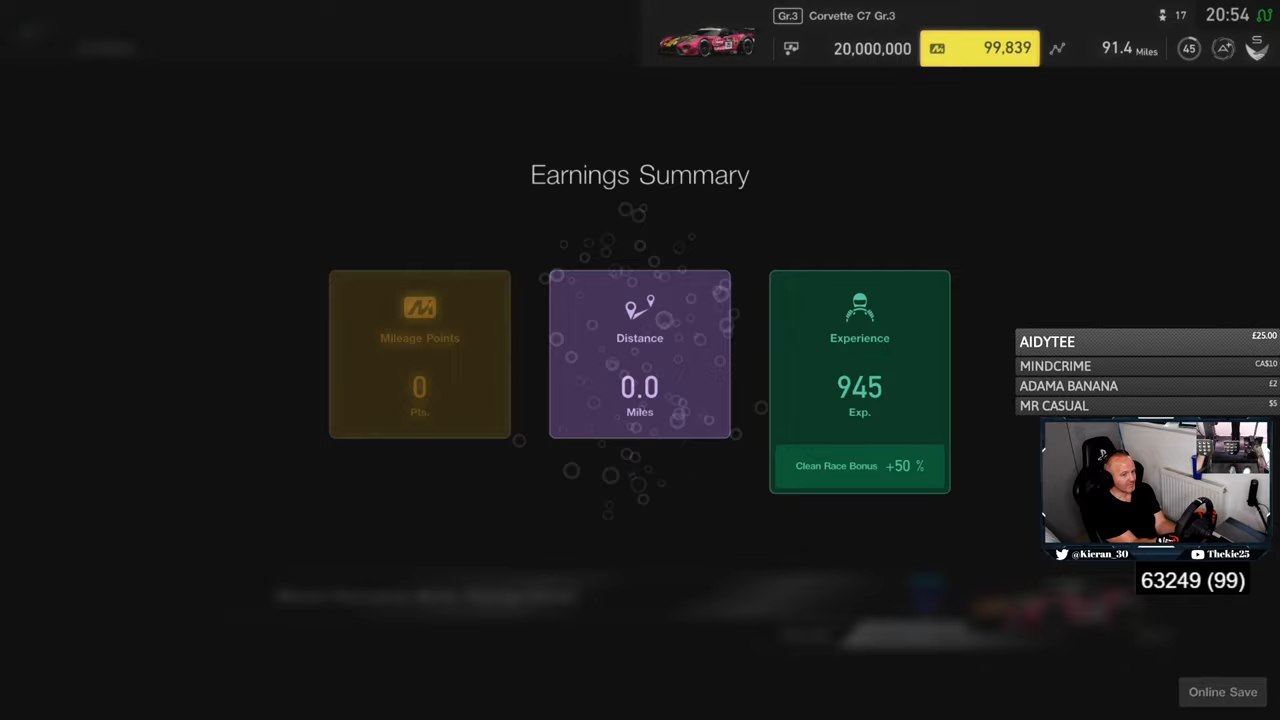 Gr.3 Corvette C7 Gr.3
17 20:54
20,000,000 99,839 91.4 Miles 45 A+ S
Earnings Summary
Mileage Points
0
Pts.
Distance
0.0
Miles
Experience
945
Exp.
Clean Race Bonus +50 %
AIDYTEE £25.00
MINDCRIME CA$10
ADAMA BANANA £2
MR CASUAL $5
@Kieran_30 Thekie25
63249 (99)
Online Save